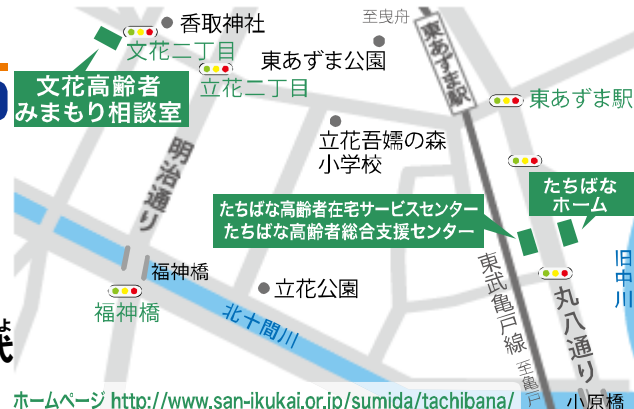 至曳舟
香取神社
文花二丁目
東あずま公園
東あずま駅
立花二丁目
文花高齢者
みまもり相談室
東あずま駅
立花吾嬬の森
小学校
明治通り
たちばな
ホーム
たちばな高齢者在宅サービスセンター
たちばな高齢者総合支援センター
旧中川
東武亀戸線
至亀戸
福神橋
福神橋
立花公園
北十間川
丸八通り
小原橋
ホームページ http://www.san-ikukai.or.jp/sumida/tachibana/